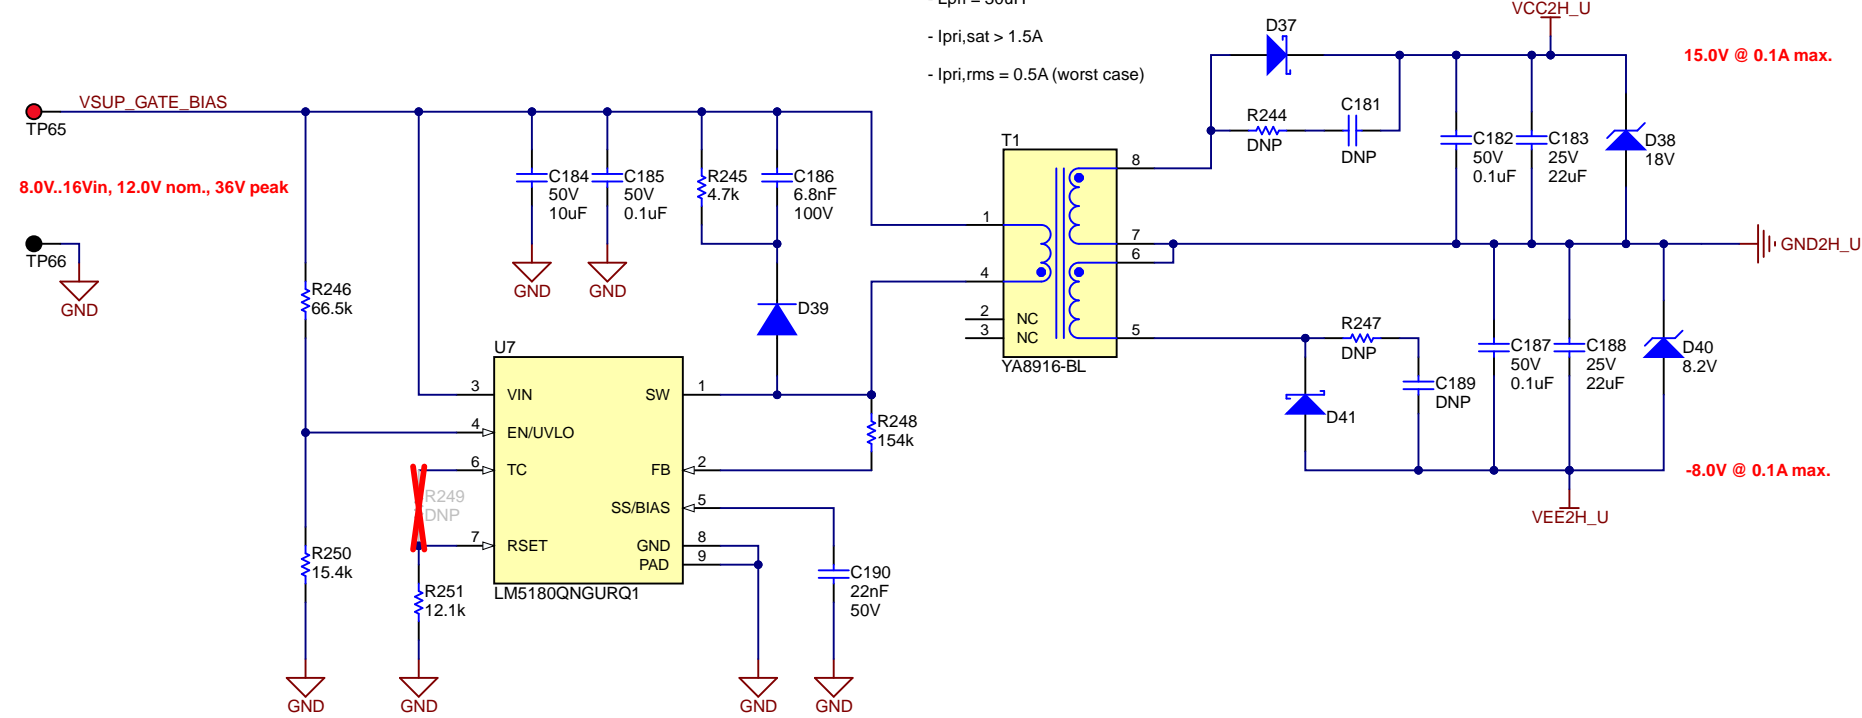 - Lpri = 30uH
- Ipri,sat > 1.5A
- Ipri,rms = 0.5A (worst case)
VCC2H_U
15.0V @ 0.1A max.
D37
R244
DNP
C181
DNP
C182
50V
0.1uF
C183
25V
22uF
D38
18V
VSUP_GATE_BIAS
TP65
8.0V..16Vin, 12.0V nom., 36V peak
TP66
GND
C184
50V
10uF
GND
C185
50V
0.1uF
GND
R245
4.7k
C186
6.8nF
100V
D39
T1
1
4
2
3
NC
NC
8
7
6
5
YA8916-BL
GND2H_U
R246
66.5k
R247
DNP
C189
DNP
D41
C187
50V
0.1uF
C188
25V
22uF
D40
8.2V
-8.0V @ 0.1A max.
VEE2H_U
U7
3
VIN
4
EN/UVLO
6
TC
7
RSET
SW
1
FB
2
SS/BIAS
5
GND
8
PAD
9
LM5180QNGURQ1
R248
154k
R249
DNP
R250
15.4k
R251
12.1k
C190
22nF
50V
GND
GND
GND
GND